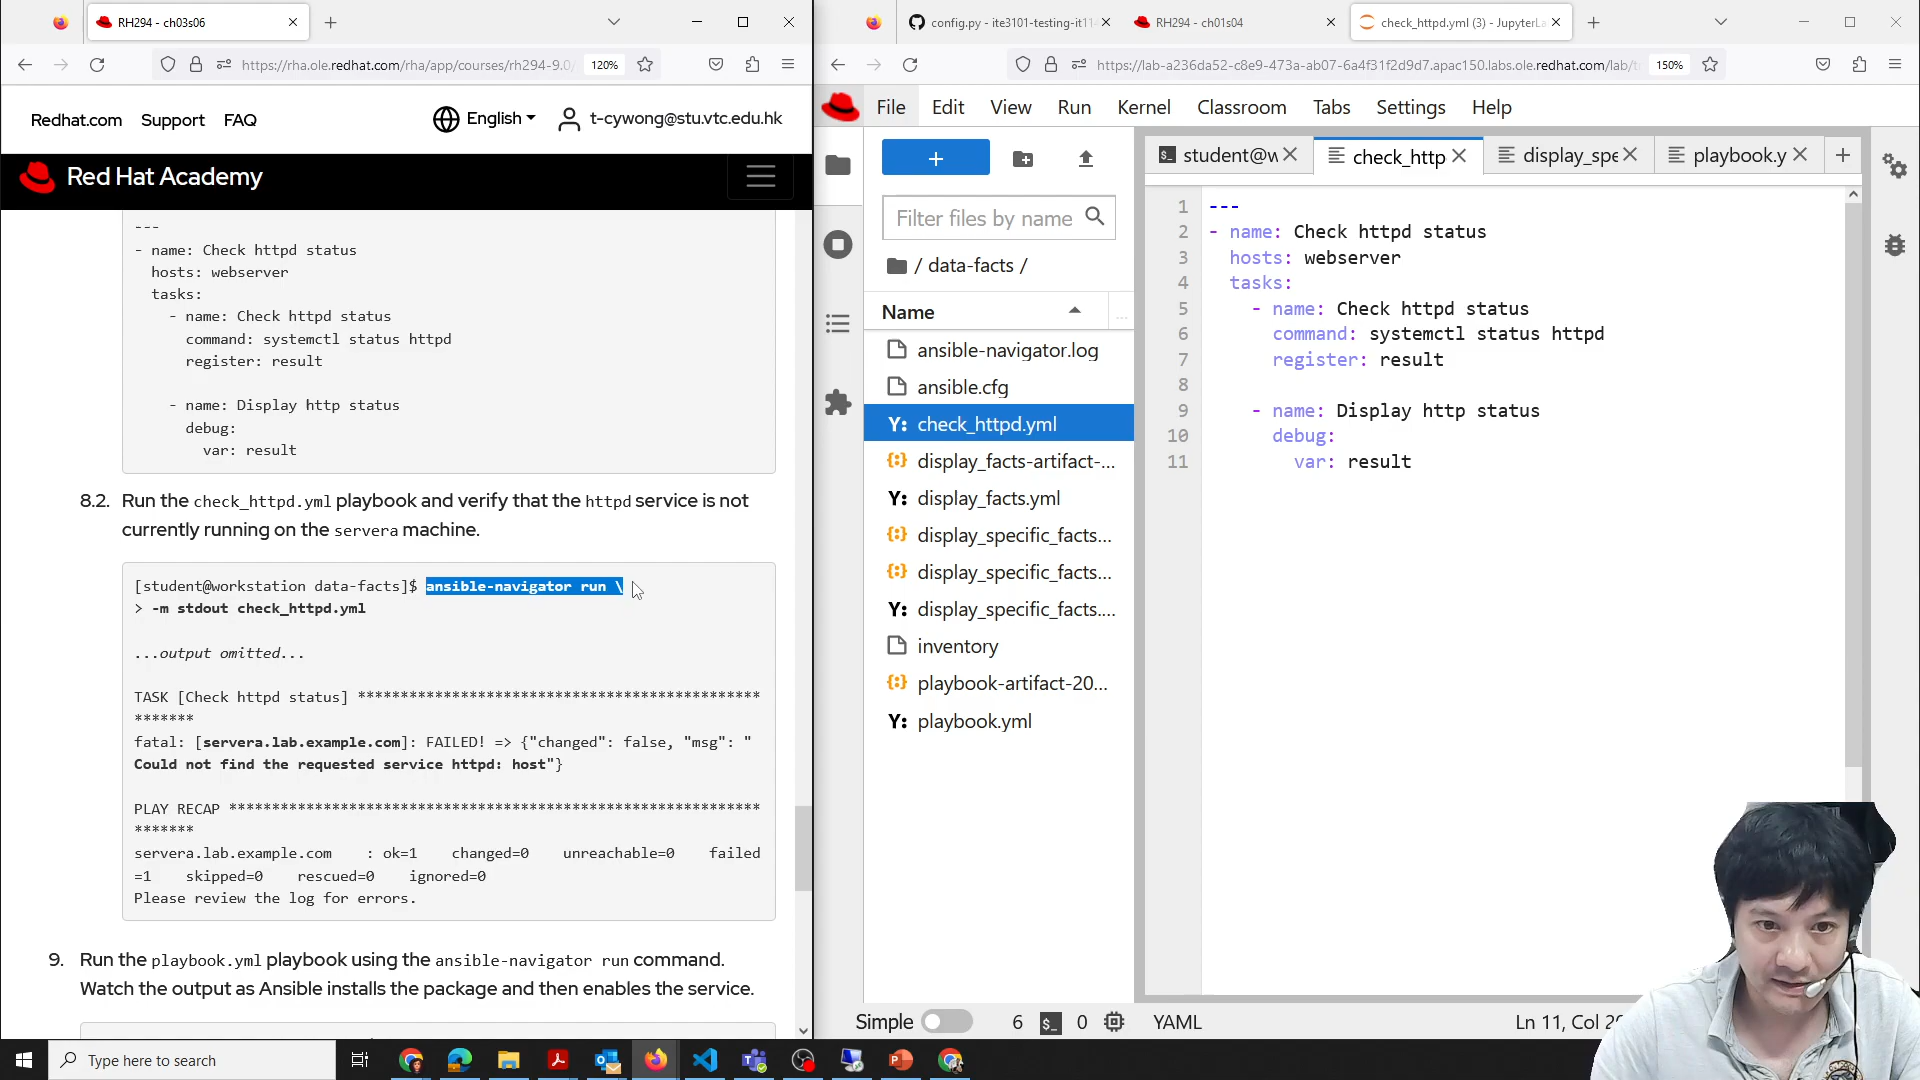 RH294 - ch03s06
https://rha.ole.redhat.com/rha/app/courses/rh294-9.0/
120%
Redhat.com
Support
FAQ
English
t-cywong@stu.vtc.edu.hk
Red Hat Academy
---
- name: Check httpd status
hosts: webserver
tasks:
- name: Check httpd status
command: systemctl status httpd
register: result
- name: Display http status
debug:
var: result
8.2. Run the check_httpd.yml playbook and verify that the httpd service is not
currently running on the servera machine.
[student@workstation data-facts]$ ansible-navigator run \
> -m stdout check_httpd.yml
...output omitted...
TASK [Check httpd status] ***********************************************
*******
fatal: [servera.lab.example.com]: FAILED! => {"changed": false, "msg": "
Could not find the requested service httpd: host"}
PLAY RECAP **************************************************************
*******
servera.lab.example.com : ok=1 changed=0 unreachable=0 failed
=1 skipped=0 rescued=0 ignored=0
Please review the log for errors.
9. Run the playbook.yml playbook using the ansible-navigator run command.
Watch the output as Ansible installs the package and then enables the service.
config.py - ite3101-testing-it11
RH294 - ch01s04
check_httpd.yml (3) - JupyterLa
https://lab-a236da52-c8e9-473a-ab07-6a4f31f2d9d7.apac150.labs.ole.redhat.com/lab/t
150%
File
Edit
View
Run
Kernel
Classroom
Tabs
Settings
Help
Filter files by name
/ data-facts /
Name
...
ansible-navigator.log
ansible.cfg
Y: check_httpd.yml
display_facts-artifact-...
Y: display_facts.yml
display_specific_facts...
display_specific_facts...
Y: display_specific_facts....
inventory
playbook-artifact-20...
Y: playbook.yml
student@w
check_http
display_spe
playbook.y
1 ---
2 - name: Check httpd status
3 hosts: webserver
4 tasks:
5 - name: Check httpd status
6 command: systemctl status httpd
7 register: result
8
9 - name: Display http status
10 debug:
11 var: result
Simple
6
0
YAML
Ln 11, Col 20
Type here to search